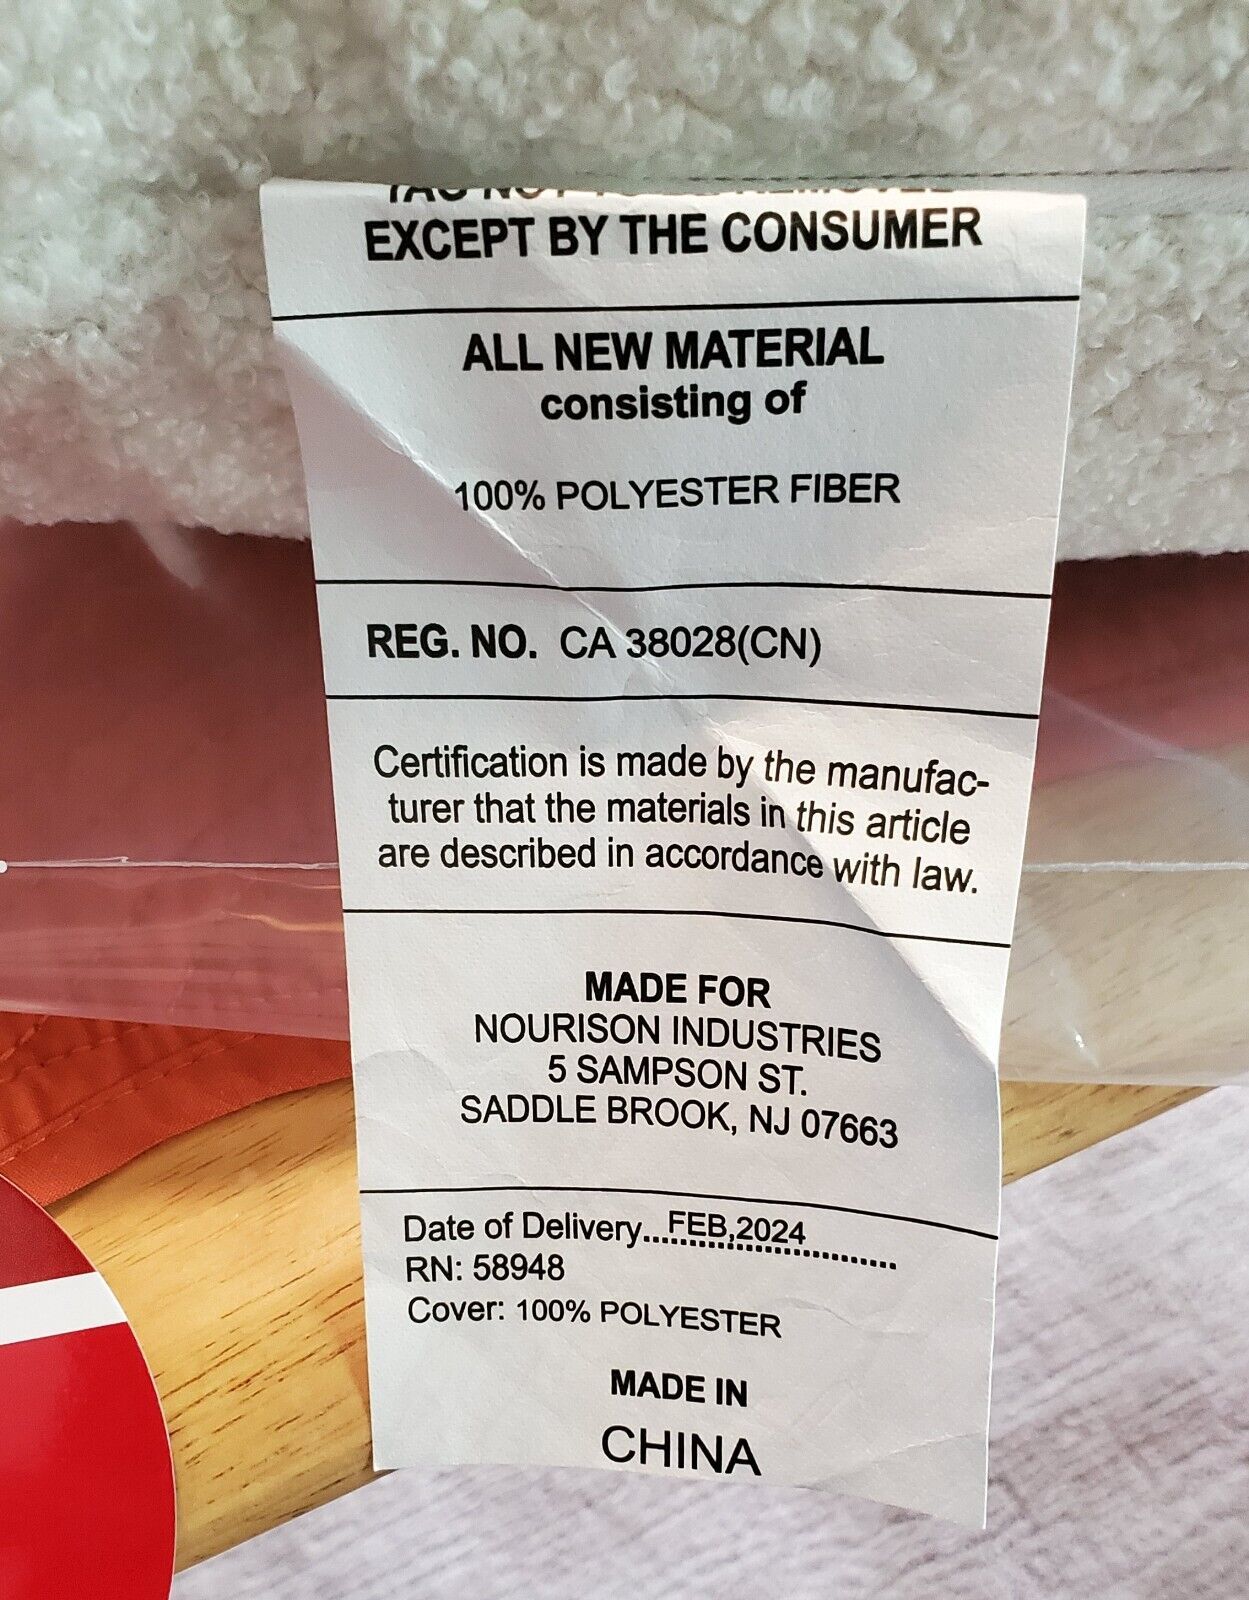 EXCEPT BY THE CONSUMER
ALL NEW MATERIAL
consisting of
100% POLYESTER FIBER
REG. NO. CA 38028(CN)
Certification is made by the manufac-
turer that the materials in this article
are described in accordance with law.
MADE FOR
NOURISON INDUSTRIES
5 SAMPSON ST.
SADDLE BROOK, NJ 07663
Date of Delivery....FEB,2024..............
RN: 58948
Cover: 100% POLYESTER
MADE IN
CHINA